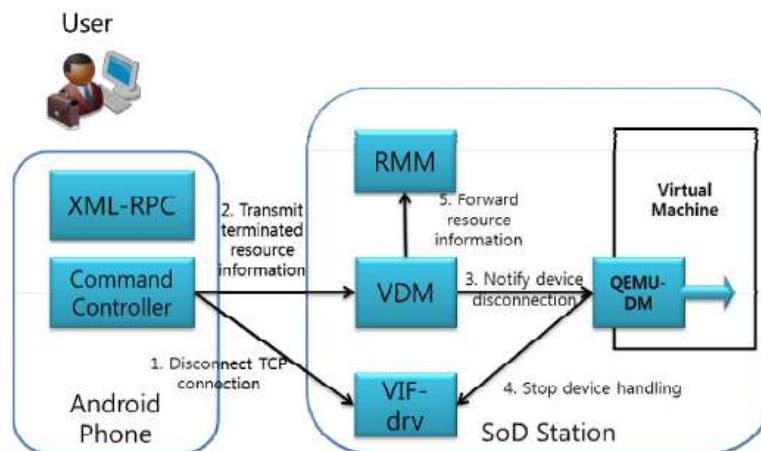 User
XML-RPC
Command
Controller
Android
Phone
2. Transmit
terminated
resource
information
1. Disconnect TCP
connection
RMM
5. Forward
resource
information
VDM
3. Notify device
disconnection
VIF-
drv
4. Stop device handling
SoD Station
Virtual
Machine
QEMU-
DM